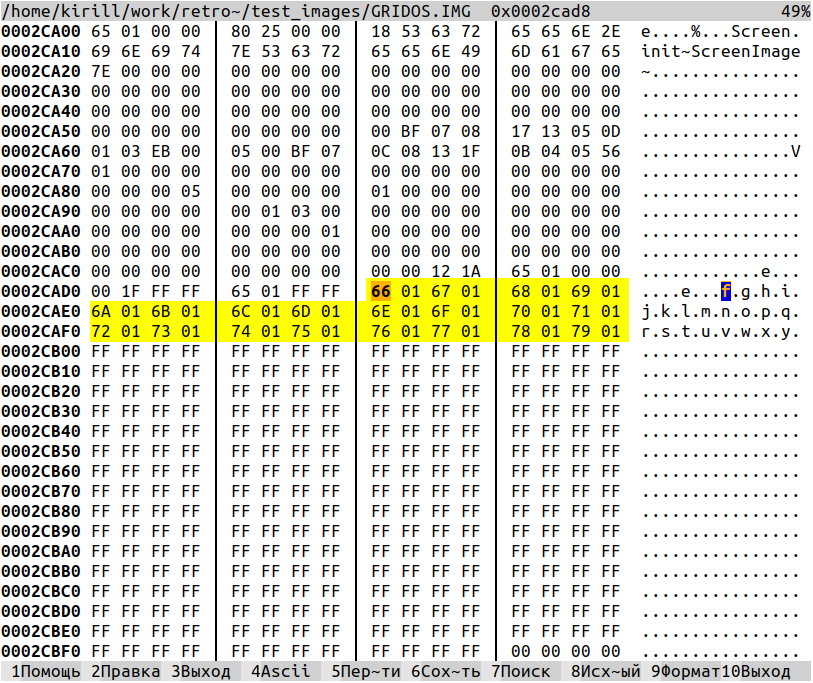 /home/kirill/work/retro~/test_images/GRIDOS.IMG 0x0002cad8 49%
0002CA00 65 01 00 00 80 25 00 00 18 53 63 72 65 65 6E 2E e....%...Screen.
0002CA10 69 6E 69 74 7E 53 63 72 65 65 6E 49 6D 61 67 65 init~ScreenImage
0002CA20 7E 00 00 00 00 00 00 00 00 00 00 00 00 00 00 00 ~...............
0002CA30 00 00 00 00 00 00 00 00 00 00 00 00 00 00 00 00 ................
0002CA40 00 00 00 00 00 00 00 00 00 00 00 00 00 00 00 00 ................
0002CA50 00 00 00 00 00 00 00 00 00 BF 07 08 17 13 05 0D ................
0002CA60 01 03 EB 00 05 00 BF 07 0C 08 13 1F 0B 04 05 56 ...............V
0002CA70 01 00 00 00 00 00 00 00 00 00 00 00 00 00 00 00 ................
0002CA80 00 00 00 05 00 00 00 00 01 00 00 00 00 00 00 00 ................
0002CA90 00 00 00 00 00 01 03 00 00 00 00 00 00 00 00 00 ................
0002CAA0 00 00 00 00 00 00 00 01 00 00 00 00 00 00 00 00 ................
0002CAB0 00 00 00 00 00 00 00 00 00 00 00 00 00 00 00 00 ................
0002CAC0 00 00 00 00 00 00 00 00 00 00 12 1A 65 01 00 00 ............e...
0002CAD0 00 1F FF FF 65 01 FF FF 66 01 67 01 68 01 69 01 ....e...f.g.h.i.
0002CAE0 6A 01 6B 01 6C 01 6D 01 6E 01 6F 01 70 01 71 01 j.k.l.m.n.o.p.q.
0002CAF0 72 01 73 01 74 01 75 01 76 01 77 01 78 01 79 01 r.s.t.u.v.w.x.y.
0002CB00 FF FF FF FF FF FF FF FF FF FF FF FF FF FF FF FF ................
0002CB10 FF FF FF FF FF FF FF FF FF FF FF FF FF FF FF FF ................
0002CB20 FF FF FF FF FF FF FF FF FF FF FF FF FF FF FF FF ................
0002CB30 FF FF FF FF FF FF FF FF FF FF FF FF FF FF FF FF ................
0002CB40 FF FF FF FF FF FF FF FF FF FF FF FF FF FF FF FF ................
0002CB50 FF FF FF FF FF FF FF FF FF FF FF FF FF FF FF FF ................
0002CB60 FF FF FF FF FF FF FF FF FF FF FF FF FF FF FF FF ................
0002CB70 FF FF FF FF FF FF FF FF FF FF FF FF FF FF FF FF ................
0002CB80 FF FF FF FF FF FF FF FF FF FF FF FF FF FF FF FF ................
0002CB90 FF FF FF FF FF FF FF FF FF FF FF FF FF FF FF FF ................
0002CBA0 FF FF FF FF FF FF FF FF FF FF FF FF FF FF FF FF ................
0002CBB0 FF FF FF FF FF FF FF FF FF FF FF FF FF FF FF FF ................
0002CBC0 FF FF FF FF FF FF FF FF FF FF FF FF FF FF FF FF ................
0002CBD0 FF FF FF FF FF FF FF FF FF FF FF FF FF FF FF FF ................
0002CBE0 FF FF FF FF FF FF FF FF FF FF FF FF FF FF FF FF ................
0002CBF0 FF FF FF FF FF FF FF FF FF FF FF FF 00 00 00 00 ................
1Помощь 2Правка 3Выход 4Ascii 5Пер~ти 6Сох~ть 7Поиск 8Исх~ый 9Формат10Выход